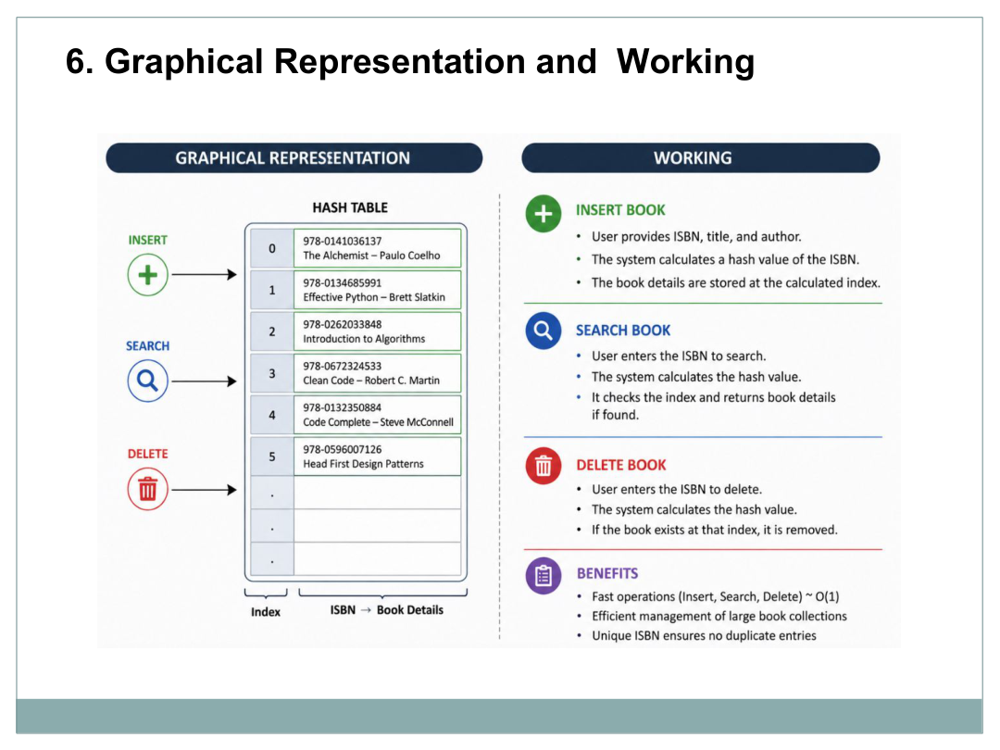 6. Graphical Representation and  Working
GRAPHICAL REPRESENTATION
HASH TABLE
INSERT
SEARCH
DELETE
0
978-0141036137
The Alchemist – Paulo Coelho
1
978-0134685991
Effective Python – Brett Slatkin
2
978-0262033848
Introduction to Algorithms
3
978-0672324533
Clean Code – Robert C. Martin
4
978-0132350884
Code Complete – Steve McConnell
5
978-0596007126
Head First Design Patterns
.
.
.
Index
ISBN → Book Details
WORKING
INSERT BOOK
• User provides ISBN, title, and author.
• The system calculates a hash value of the ISBN.
• The book details are stored at the calculated index.
SEARCH BOOK
• User enters the ISBN to search.
• The system calculates the hash value.
• It checks the index and returns book details
if found.
DELETE BOOK
• User enters the ISBN to delete.
• The system calculates the hash value.
• If the book exists at that index, it is removed.
BENEFITS
• Fast operations (Insert, Search, Delete) ~ O(1)
• Efficient management of large book collections
• Unique ISBN ensures no duplicate entries